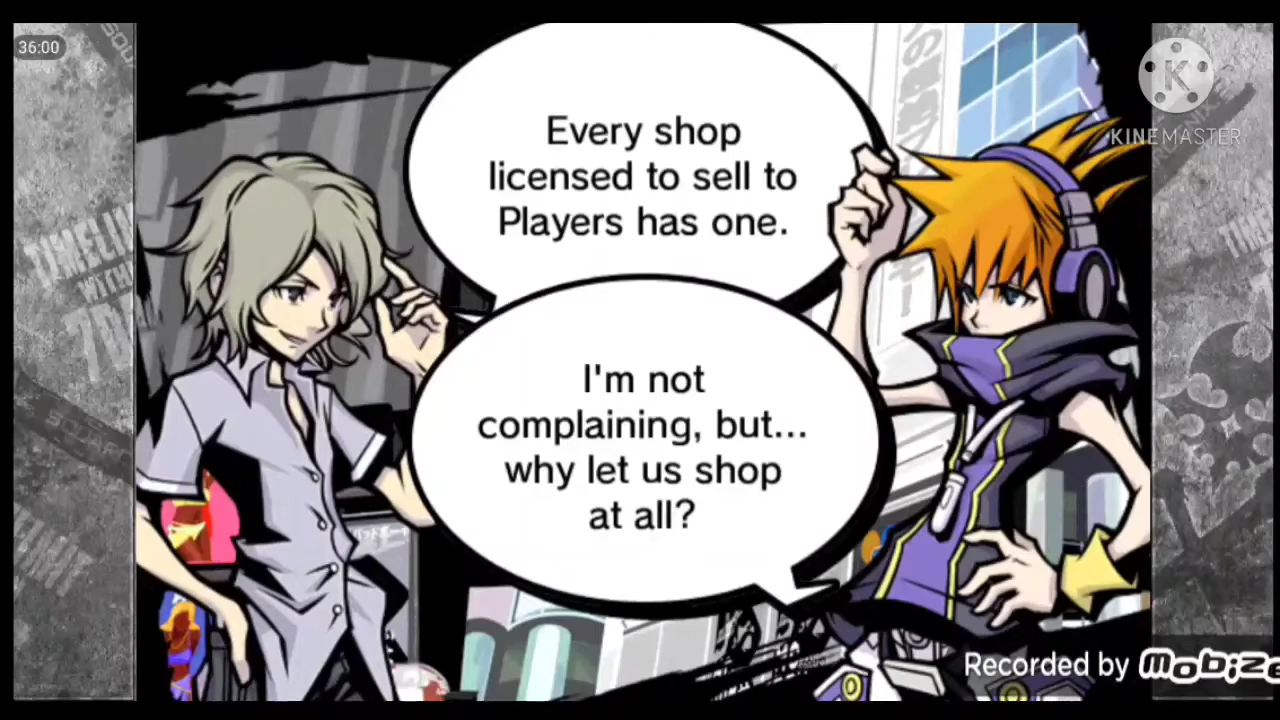 36:00
Every shop
licensed to sell to
Players has one.
I'm not
complaining, but...
why let us shop
at all?
K
KINEMASTER
Recorded by mobize